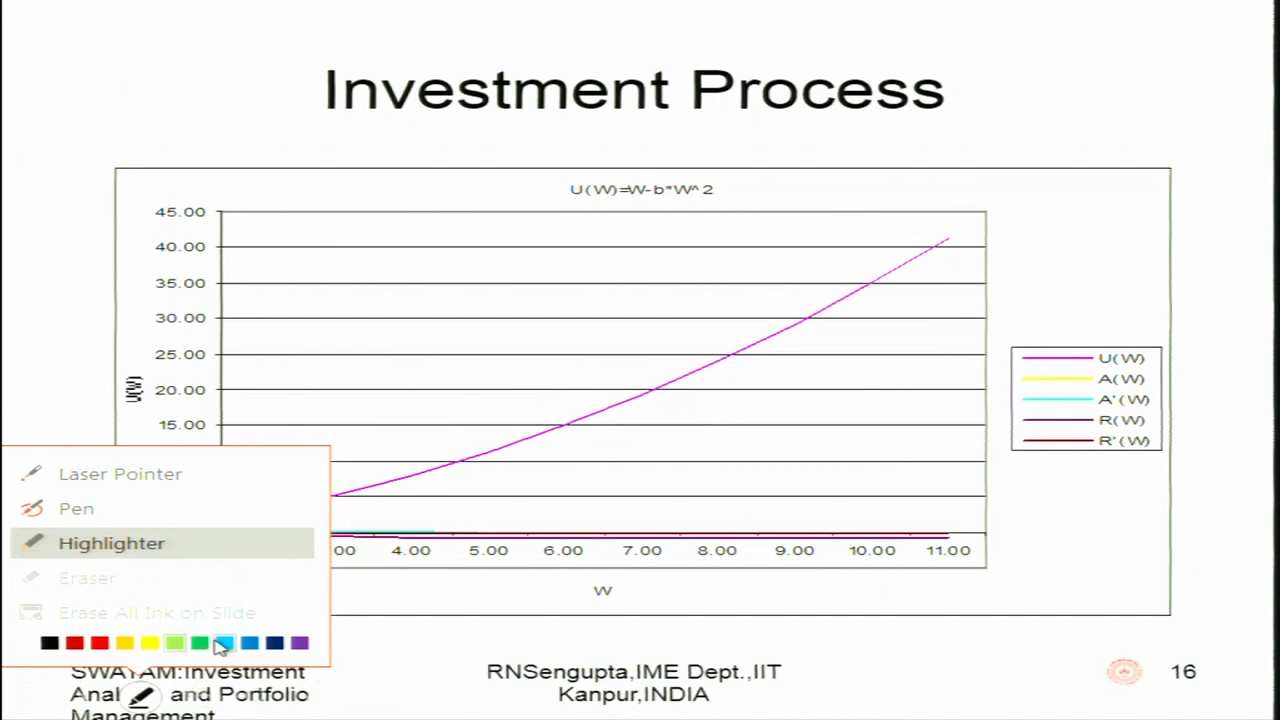 Investment Process
U(W)=W-b*W^2
45.00
40.00
35.00
30.00
25.00
20.00
15.00
U(W)
U(W)
A(W)
A'(W)
R(W)
R'(W)
Laser Pointer
Pen
Highlighter
Eraser
Erase All Ink on Slide
00 4.00 5.00 6.00 7.00 8.00 9.00 10.00 11.00
W
SWAYAM:Investment
Anal and Portfolio
Management
RNSengupta,IME Dept.,IIT
Kanpur,INDIA
16